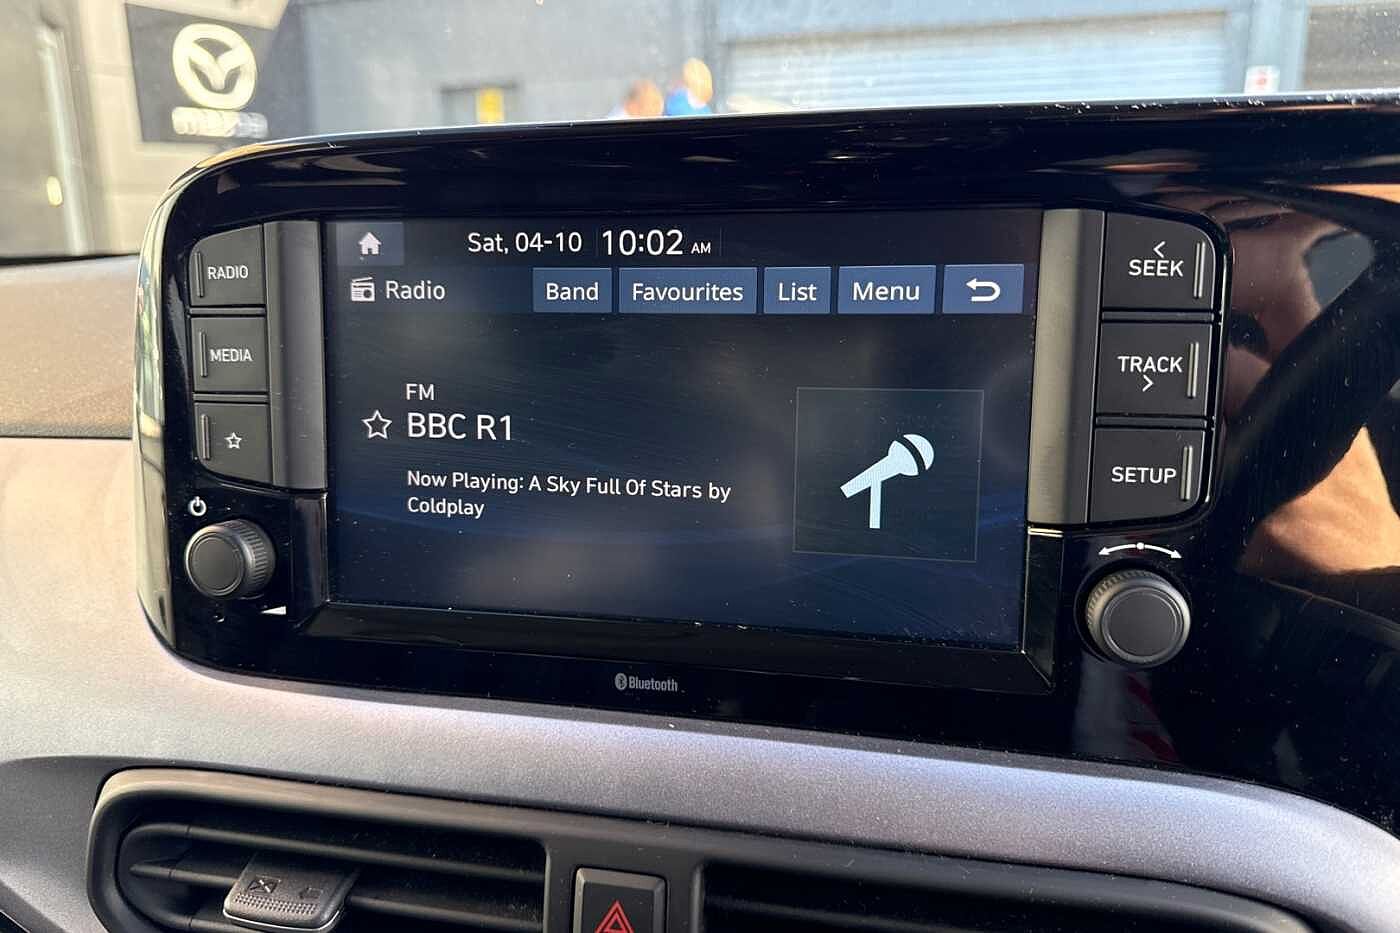 mazda
Sat, 04-10 10:02 AM
Radio Band Favourites List Menu
FM
BBC R1
Now Playing: A Sky Full Of Stars by
Coldplay
RADIO
MEDIA
SEEK
TRACK
SETUP
Bluetooth